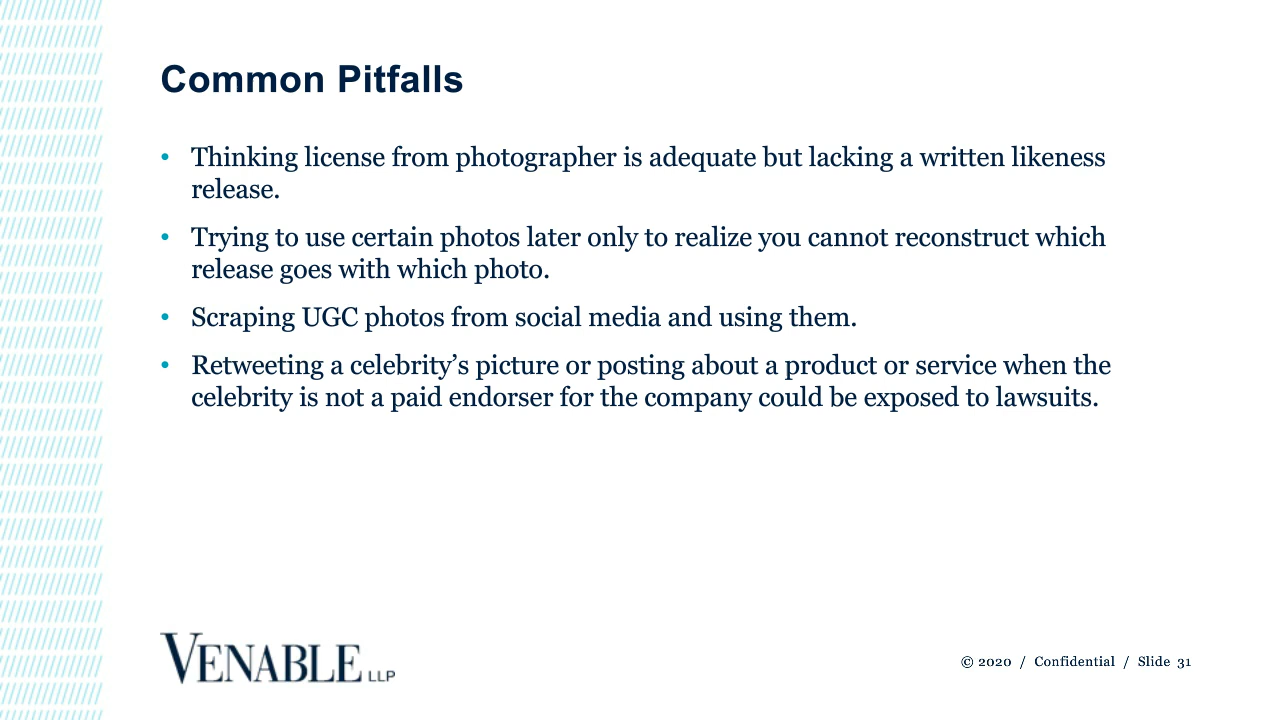 Common Pitfalls
• Thinking license from photographer is adequate but lacking a written likeness
release.
• Trying to use certain photos later only to realize you cannot reconstruct which
release goes with which photo.
• Scraping UGC photos from social media and using them.
• Retweeting a celebrity’s picture or posting about a product or service when the
celebrity is not a paid endorser for the company could be exposed to lawsuits.
VENABLE LLP
© 2020 / Confidential / Slide 31